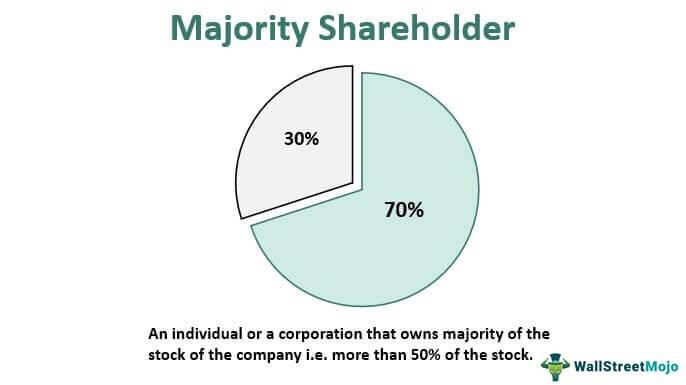 Majority Shareholder
30%
70%
An individual or a corporation that owns majority of the
stock of the company i.e. more than 50% of the stock.
WallStreetMojo